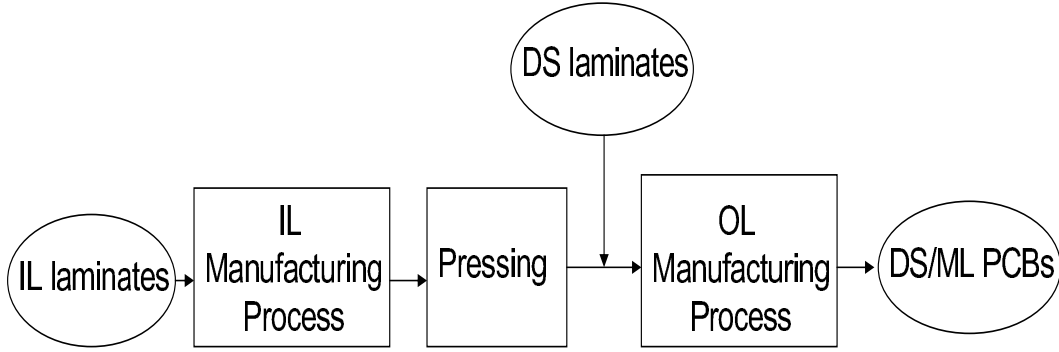 DS laminates
IL laminates
IL
Manufacturing
Process
Pressing
OL
Manufacturing
Process
DS/ML PCBs